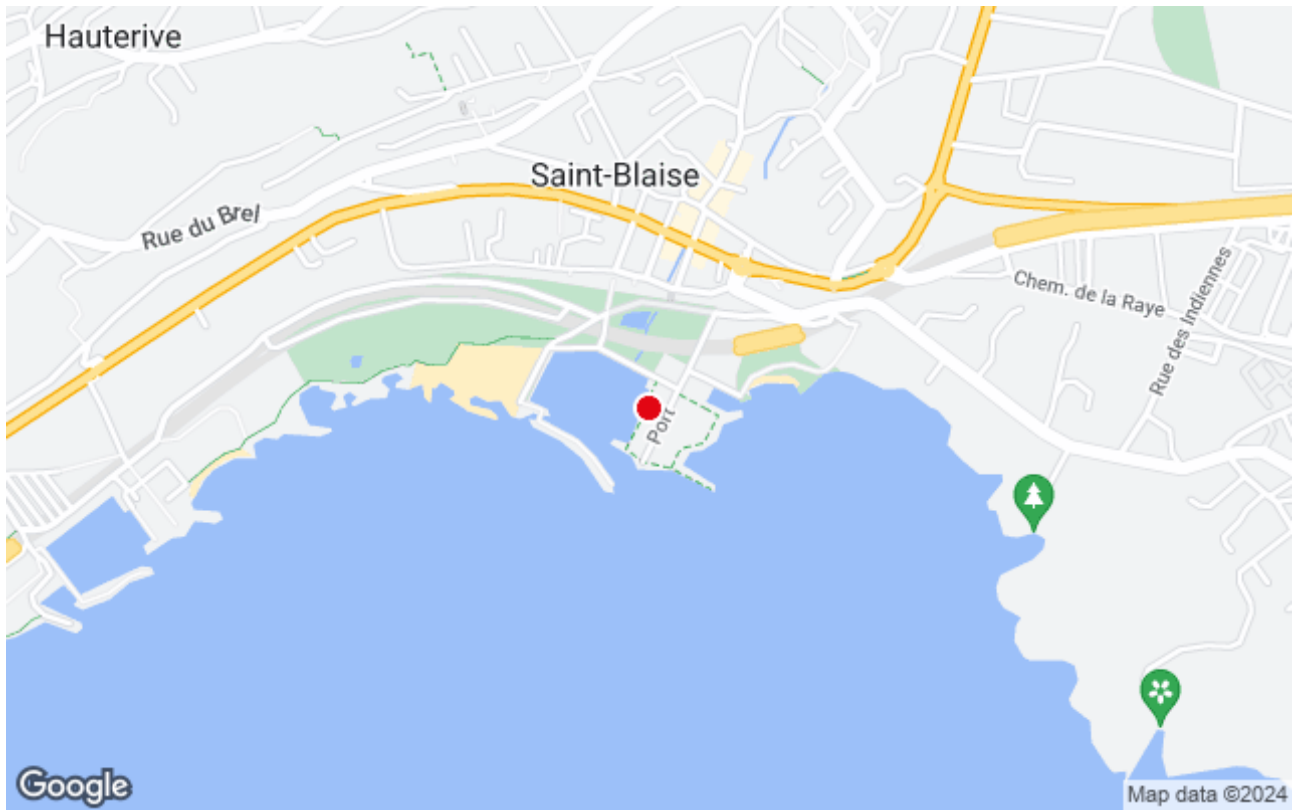 Hauterive
Saint-Blaise
Rue du Brel
Chem. de la Raye
Rue des Indiennes
Port
Google
Map data ©2024